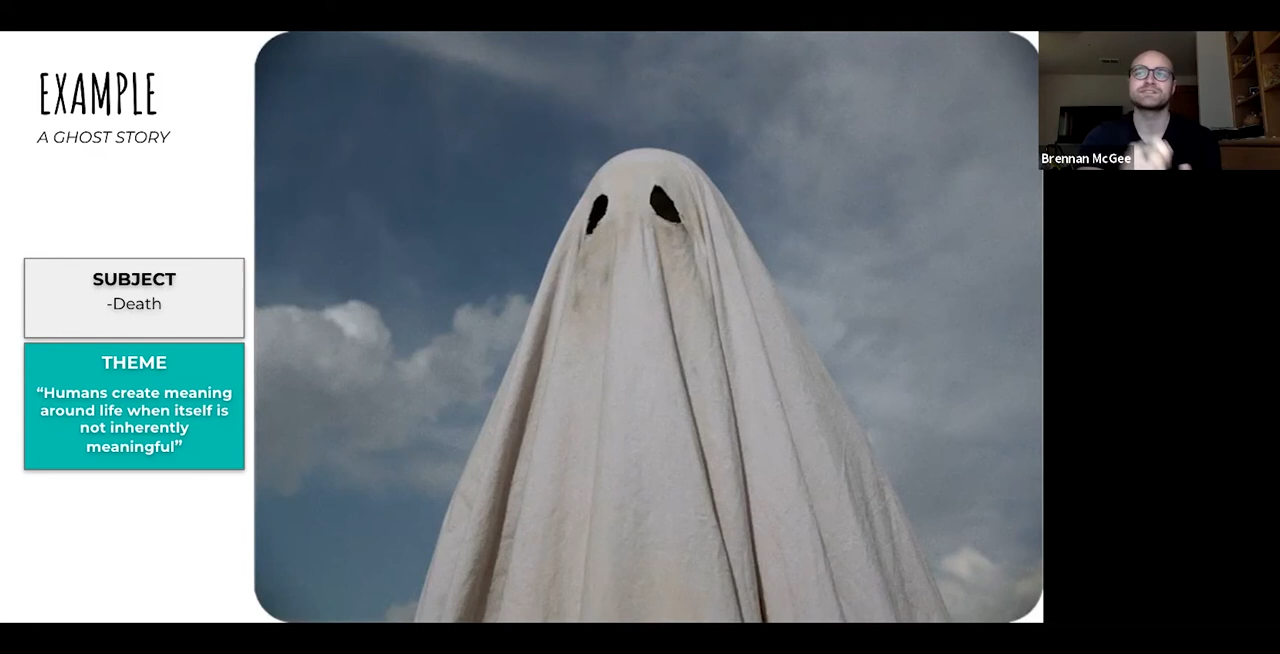 EXAMPLE
A GHOST STORY
SUBJECT
-Death
THEME
“Humans create meaning
around life when itself is
not inherently
meaningful”
Brennan McGee